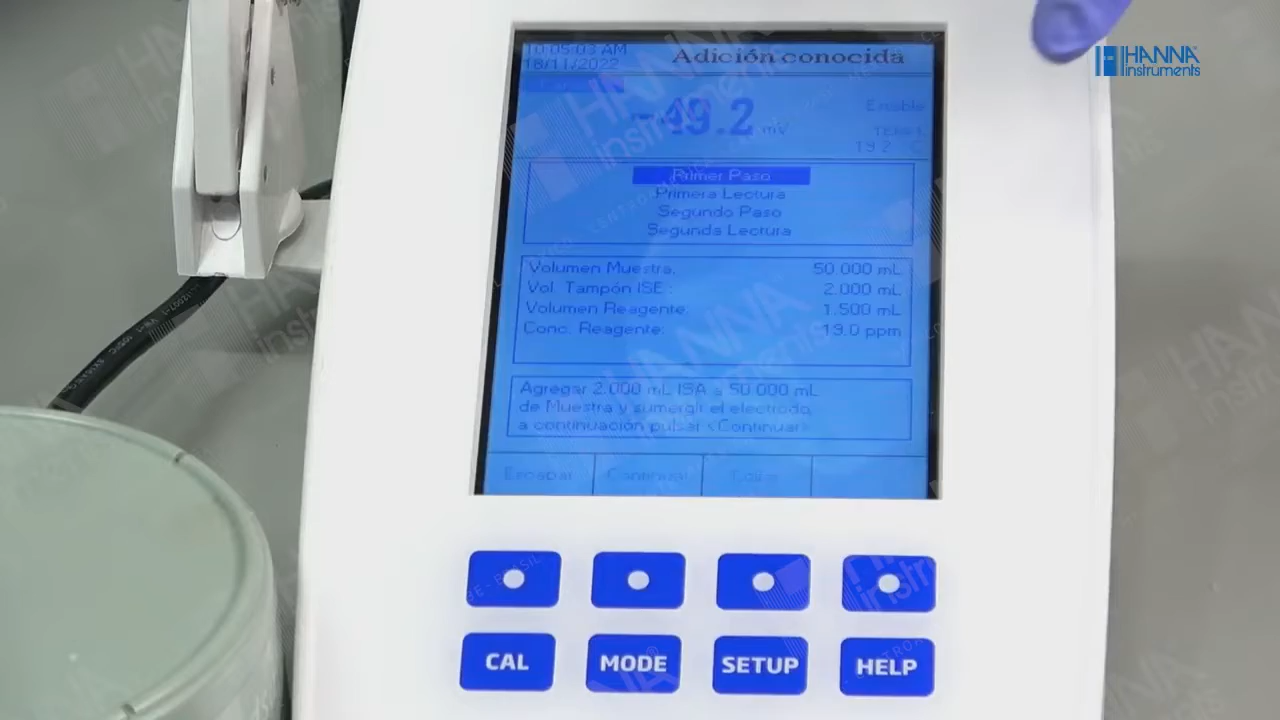 HANNA
instruments
10:05:03 AM
18/11/2022
Adición conocida
-49.2 mV
Estable
TEMP.
19.2 °C
Primer Paso
Primera Lectura
Segundo Paso
Segunda Lectura
Volumen Muestra: 50.000 mL
Vol. Tampón ISE: 2.000 mL
Volumen Reagente: 1.500 mL
Conc. Reagente: 19.0 ppm
Agregar 2.000 mL ISA a 50.000 mL
de Muestra y sumergir el electrodo,
a continuación pulsar <Continuar>
Escapar Continuar Editar
CAL MODE SETUP HELP